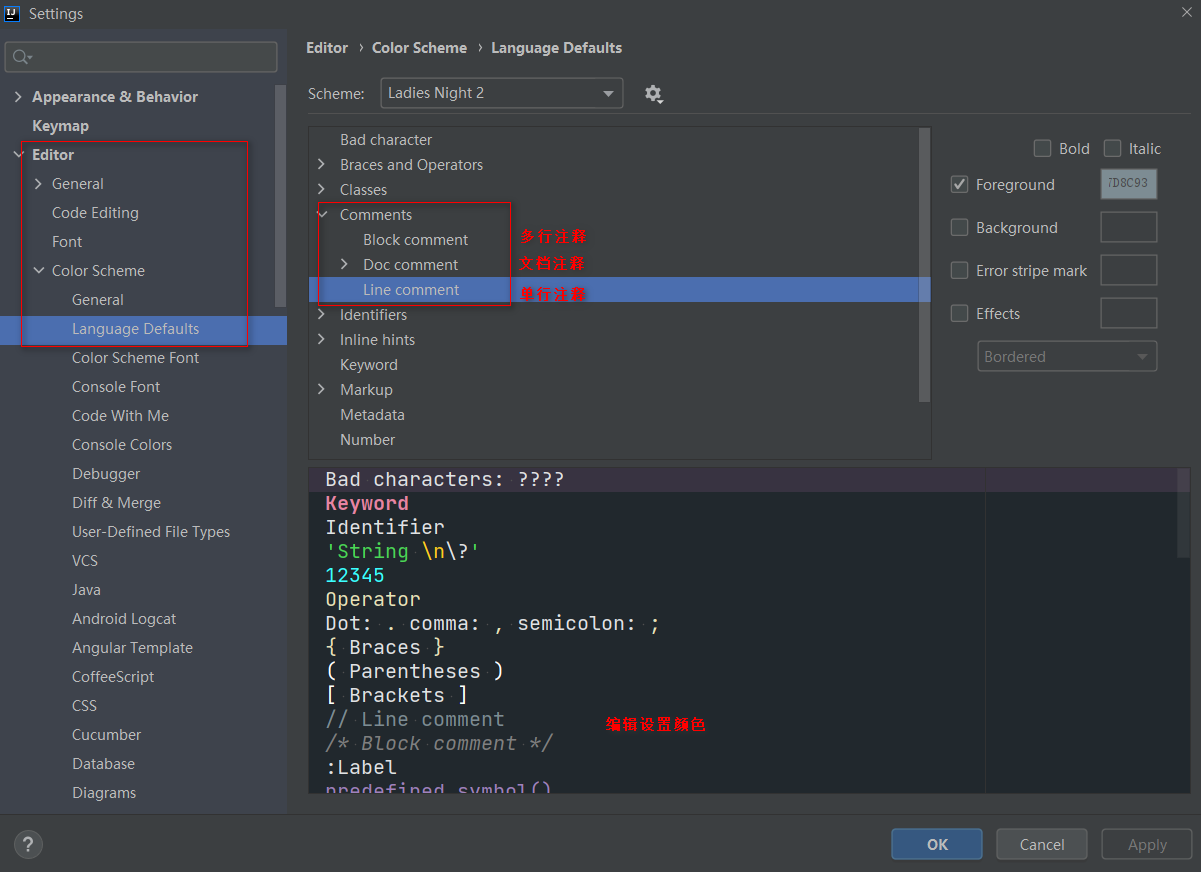 IJ Settings
Appearance & Behavior
Keymap
Editor
General
Code Editing
Font
Color Scheme
General
Language Defaults
Color Scheme Font
Console Font
Code With Me
Console Colors
Debugger
Diff & Merge
User-Defined File Types
VCS
Java
Android Logcat
Angular Template
CoffeeScript
CSS
Cucumber
Database
Diagrams
Editor › Color Scheme › Language Defaults
Scheme: Ladies Night 2
Bad character
Braces and Operators
Classes
Comments
Block comment 多行注释
Doc comment 文档注释
Line comment 单行注释
Identifiers
Inline hints
Keyword
Markup
Metadata
Number
Bold Italic
Foreground 7D8C93
Background
Error stripe mark
Effects
Bordered
Bad characters: ????
Keyword
Identifier
'String \n\?'
12345
Operator
Dot: . comma: , semicolon: ;
{ Braces }
( Parentheses )
[ Brackets ]
// Line comment
编辑设置颜色
/* Block comment */
:Label
predefined_symbol()
? OK Cancel Apply